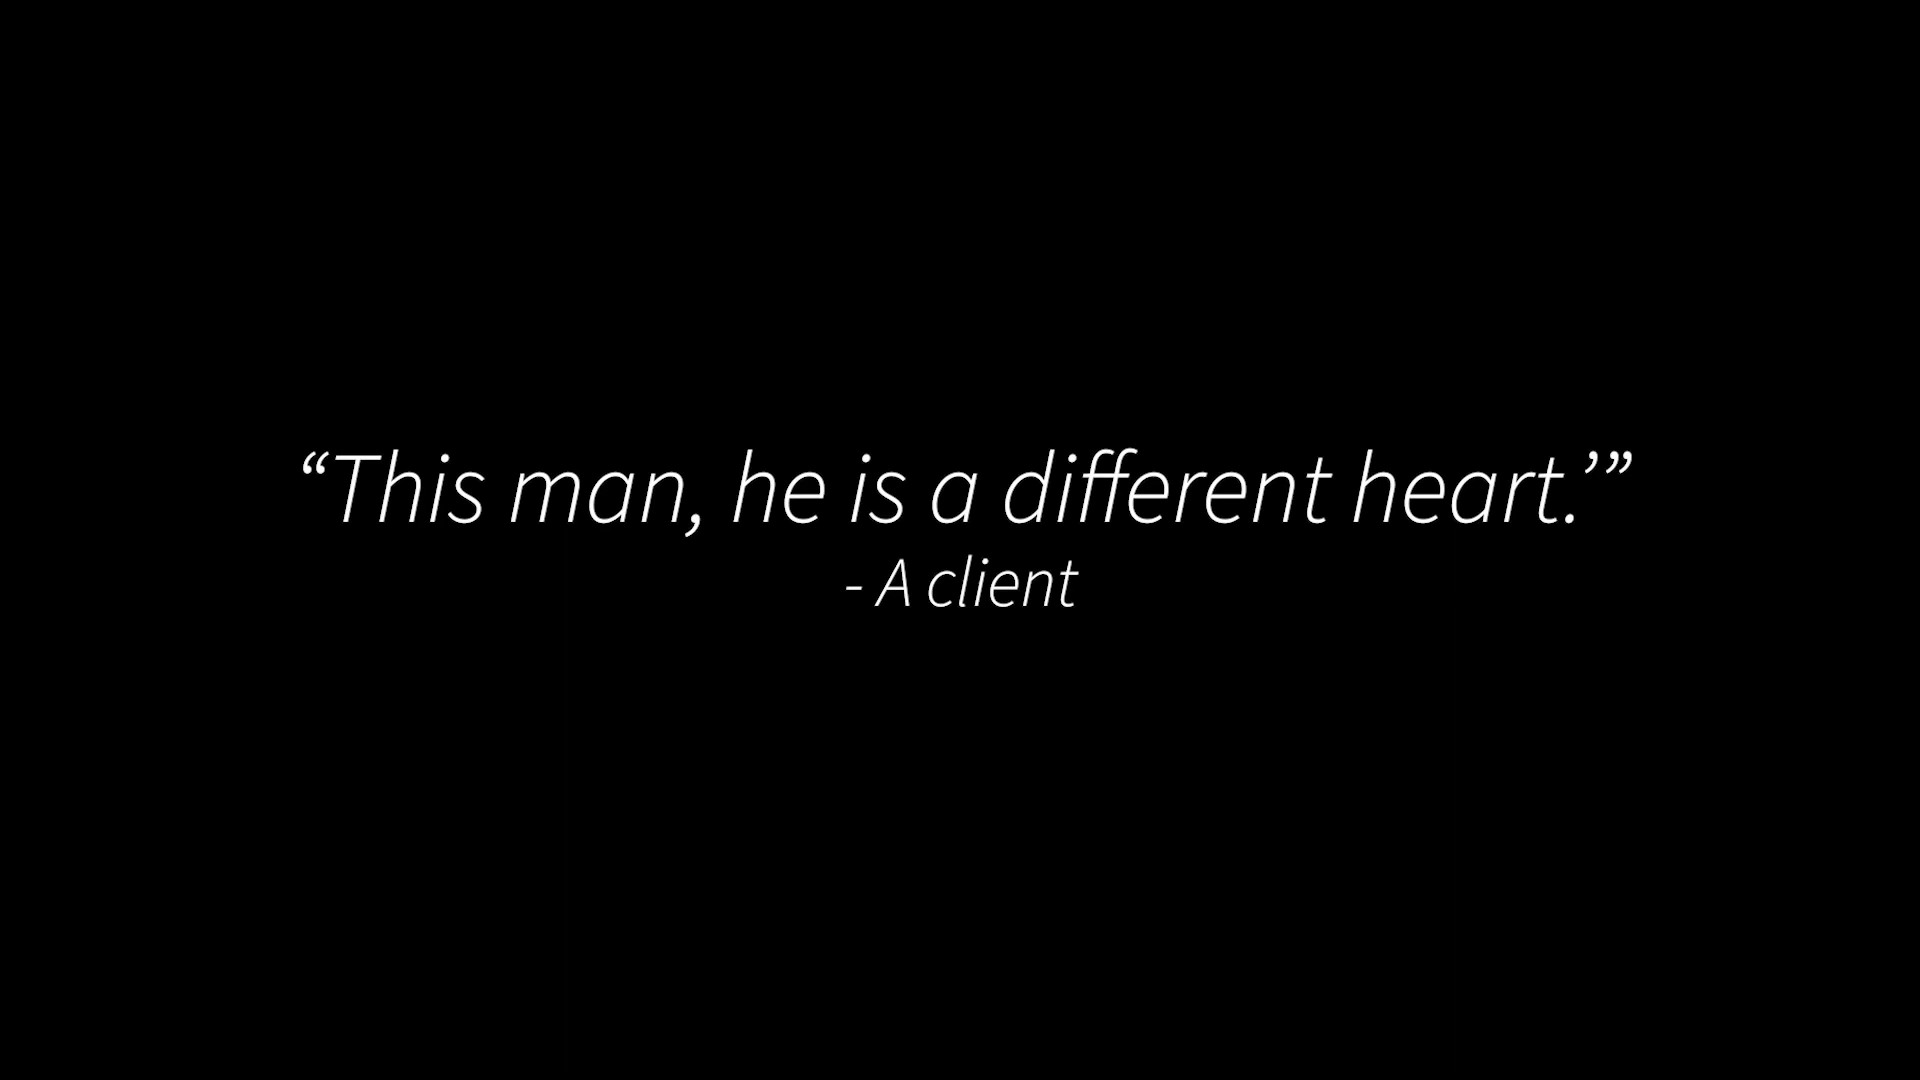 “This man, he is a different heart.’”
- A client